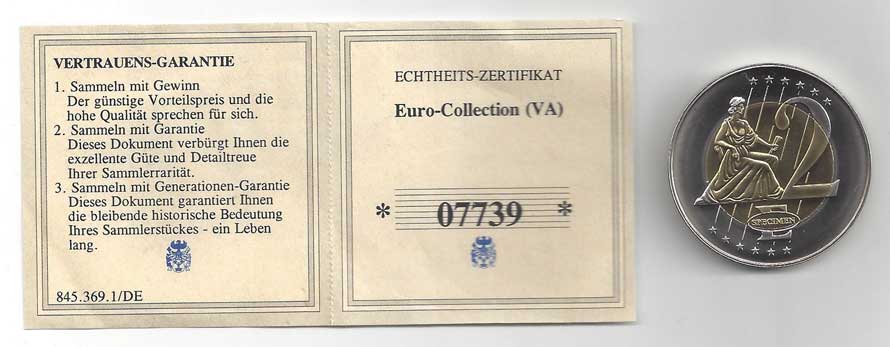 VERTRAUENS-GARANTIE
1. Sammeln mit Gewinn
Der günstige Vorteilspreis und die
hohe Qualität sprechen für sich.
2. Sammeln mit Garantie
Dieses Dokument verbürgt Ihnen die
exzellente Güte und Detailtreue
Ihrer Sammlerrarität.
3. Sammeln mit Generationen-Garantie
Dieses Dokument garantiert Ihnen
die bleibende historische Bedeutung
Ihres Sammlerstückes - ein Leben
lang.
845.369.1/DE
ECHTHEITS-ZERTIFIKAT
Euro-Collection (VA)
* 07739 *
2
SPECIMEN